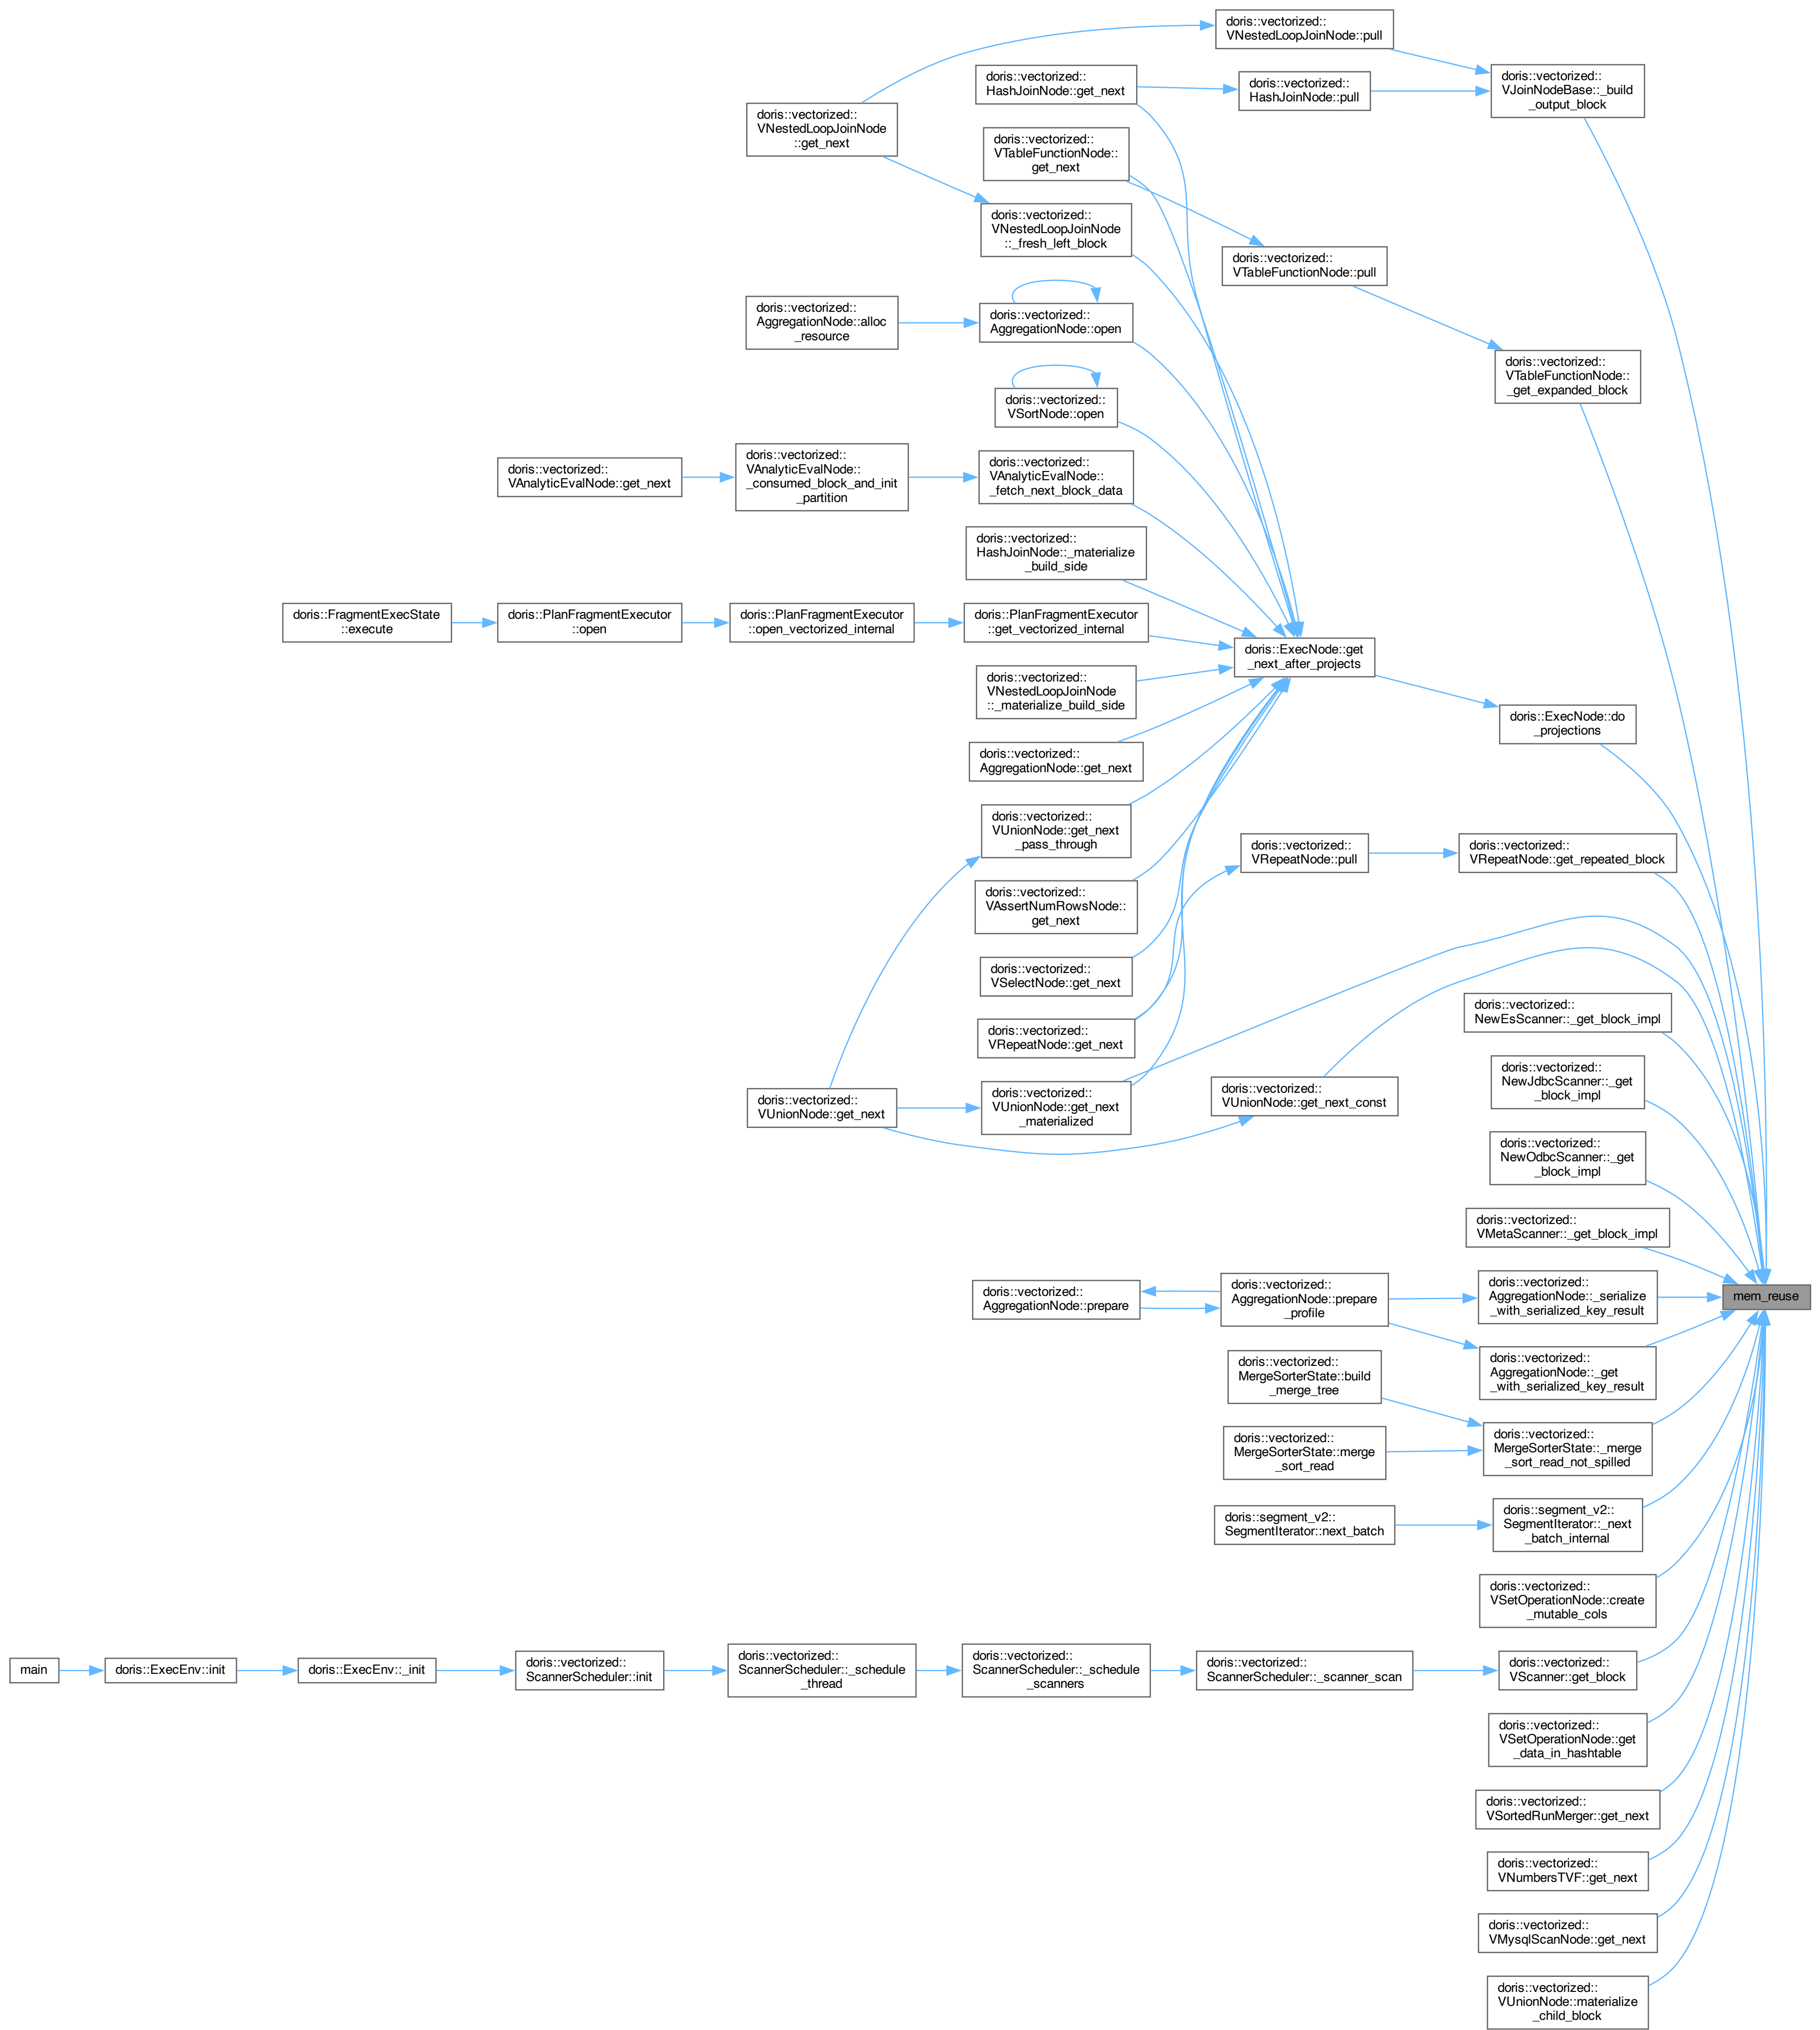 doris::vectorized::
VNestedLoopJoinNode::pull
doris::vectorized::
HashJoinNode::get_next
doris::vectorized::
HashJoinNode::pull
doris::vectorized::
VJoinNodeBase::_build
_output_block
doris::vectorized::
VNestedLoopJoinNode
::get_next
doris::vectorized::
VTableFunctionNode::
get_next
doris::vectorized::
VNestedLoopJoinNode
::_fresh_left_block
doris::vectorized::
VTableFunctionNode::pull
doris::vectorized::
AggregationNode::alloc
_resource
doris::vectorized::
AggregationNode::open
doris::vectorized::
VTableFunctionNode::
_get_expanded_block
doris::vectorized::
VSortNode::open
doris::vectorized::
VAnalyticEvalNode::get_next
doris::vectorized::
VAnalyticEvalNode::
_consumed_block_and_init
_partition
doris::vectorized::
VAnalyticEvalNode::
_fetch_next_block_data
doris::vectorized::
HashJoinNode::_materialize
_build_side
doris::FragmentExecState
::execute
doris::PlanFragmentExecutor
::open
doris::PlanFragmentExecutor
::open_vectorized_internal
doris::PlanFragmentExecutor
::get_vectorized_internal
doris::ExecNode::get
_next_after_projects
doris::vectorized::
VNestedLoopJoinNode
::_materialize_build_side
doris::ExecNode::do
_projections
doris::vectorized::
AggregationNode::get_next
doris::vectorized::
VUnionNode::get_next
_pass_through
doris::vectorized::
VRepeatNode::pull
doris::vectorized::
VRepeatNode::get_repeated_block
doris::vectorized::
VAssertNumRowsNode::
get_next
doris::vectorized::
VSelectNode::get_next
doris::vectorized::
VRepeatNode::get_next
doris::vectorized::
NewEsScanner::_get_block_impl
doris::vectorized::
NewJdbcScanner::_get
_block_impl
doris::vectorized::
VUnionNode::get_next
doris::vectorized::
VUnionNode::get_next
_materialized
doris::vectorized::
VUnionNode::get_next_const
doris::vectorized::
NewOdbcScanner::_get
_block_impl
doris::vectorized::
VMetaScanner::_get_block_impl
doris::vectorized::
AggregationNode::prepare
doris::vectorized::
AggregationNode::prepare
_profile
doris::vectorized::
AggregationNode::_serialize
_with_serialized_key_result
mem_reuse
doris::vectorized::
AggregationNode::_get
_with_serialized_key_result
doris::vectorized::
MergeSorterState::build
_merge_tree
doris::vectorized::
MergeSorterState::merge
_sort_read
doris::vectorized::
MergeSorterState::_merge
_sort_read_not_spilled
doris::segment_v2::
SegmentIterator::next_batch
doris::segment_v2::
SegmentIterator::_next
_batch_internal
doris::vectorized::
VSetOperationNode::create
_mutable_cols
main
doris::ExecEnv::init
doris::ExecEnv::_init
doris::vectorized::
ScannerScheduler::init
doris::vectorized::
ScannerScheduler::_schedule
_thread
doris::vectorized::
ScannerScheduler::_schedule
_scanners
doris::vectorized::
ScannerScheduler::_scanner_scan
doris::vectorized::
VScanner::get_block
doris::vectorized::
VSetOperationNode::get
_data_in_hashtable
doris::vectorized::
VSortedRunMerger::get_next
doris::vectorized::
VNumbersTVF::get_next
doris::vectorized::
VMysqlScanNode::get_next
doris::vectorized::
VUnionNode::materialize
_child_block